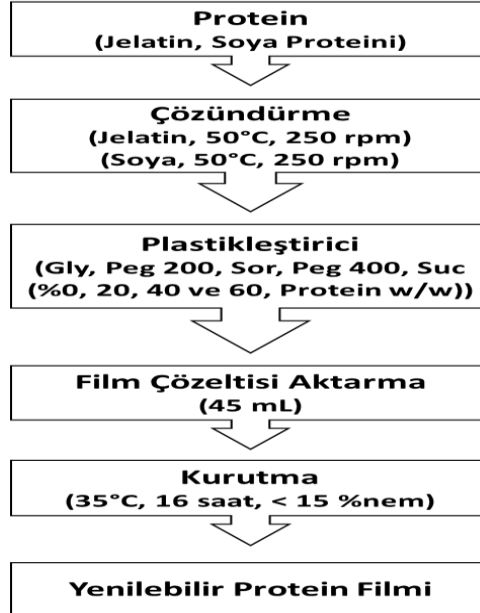 Protein
(Jelatin, Soya Proteini)
Çözündürme
(Jelatin, 50°C, 250 rpm)
(Soya, 50°C, 250 rpm)
Plastikleştirici
(Gly, Peg 200, Sor, Peg 400, Suc
(%0, 20, 40 ve 60, Protein w/w))
Film Çözeltisi Aktarma
(45 mL)
Kurutma
(35°C, 16 saat, < 15 %nem)
Yenilebilir Protein Filmi